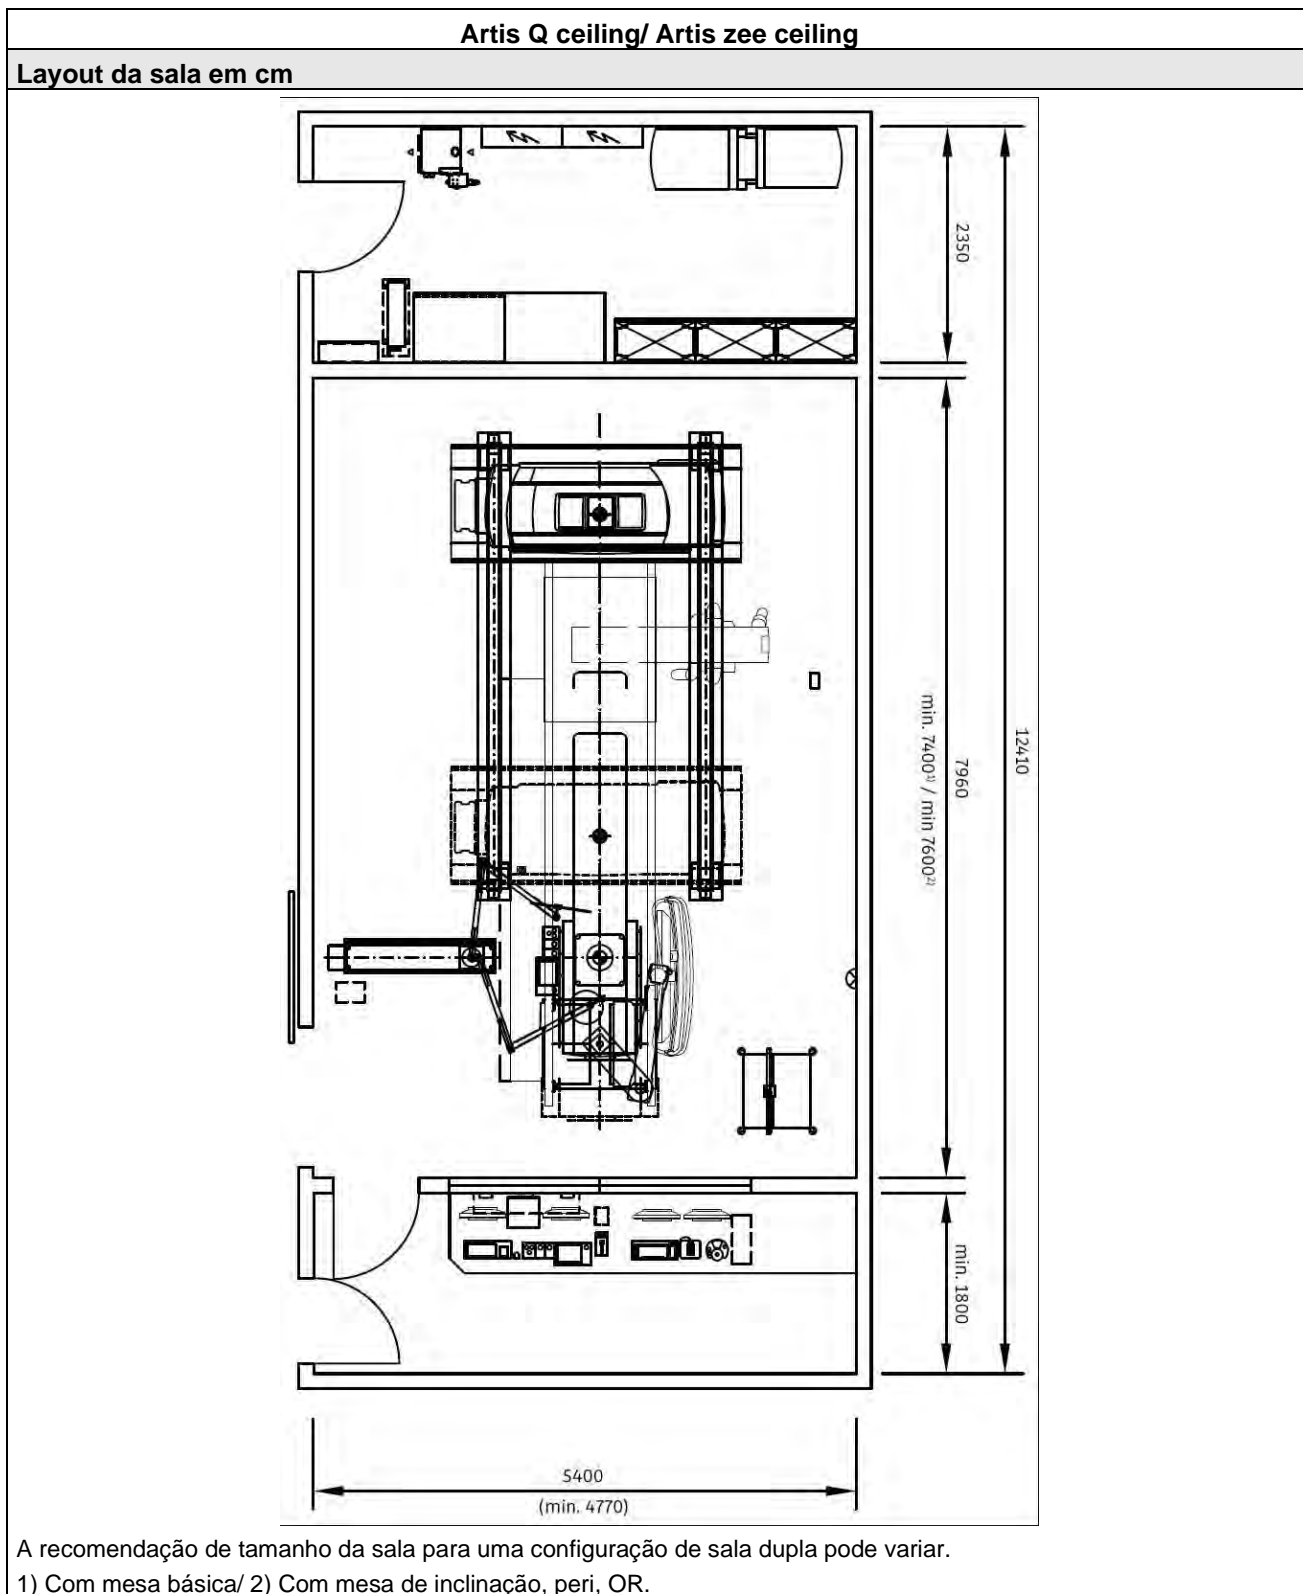 Artis Q ceiling/ Artis zee ceiling
Layout da sala em cm
2350
12410
7960
min. 7400¹⁾ / min 7600²⁾
min. 1800
5400
(min. 4770)
A recomendação de tamanho da sala para uma configuração de sala dupla pode variar.
1) Com mesa básica/ 2) Com mesa de inclinação, peri, OR.